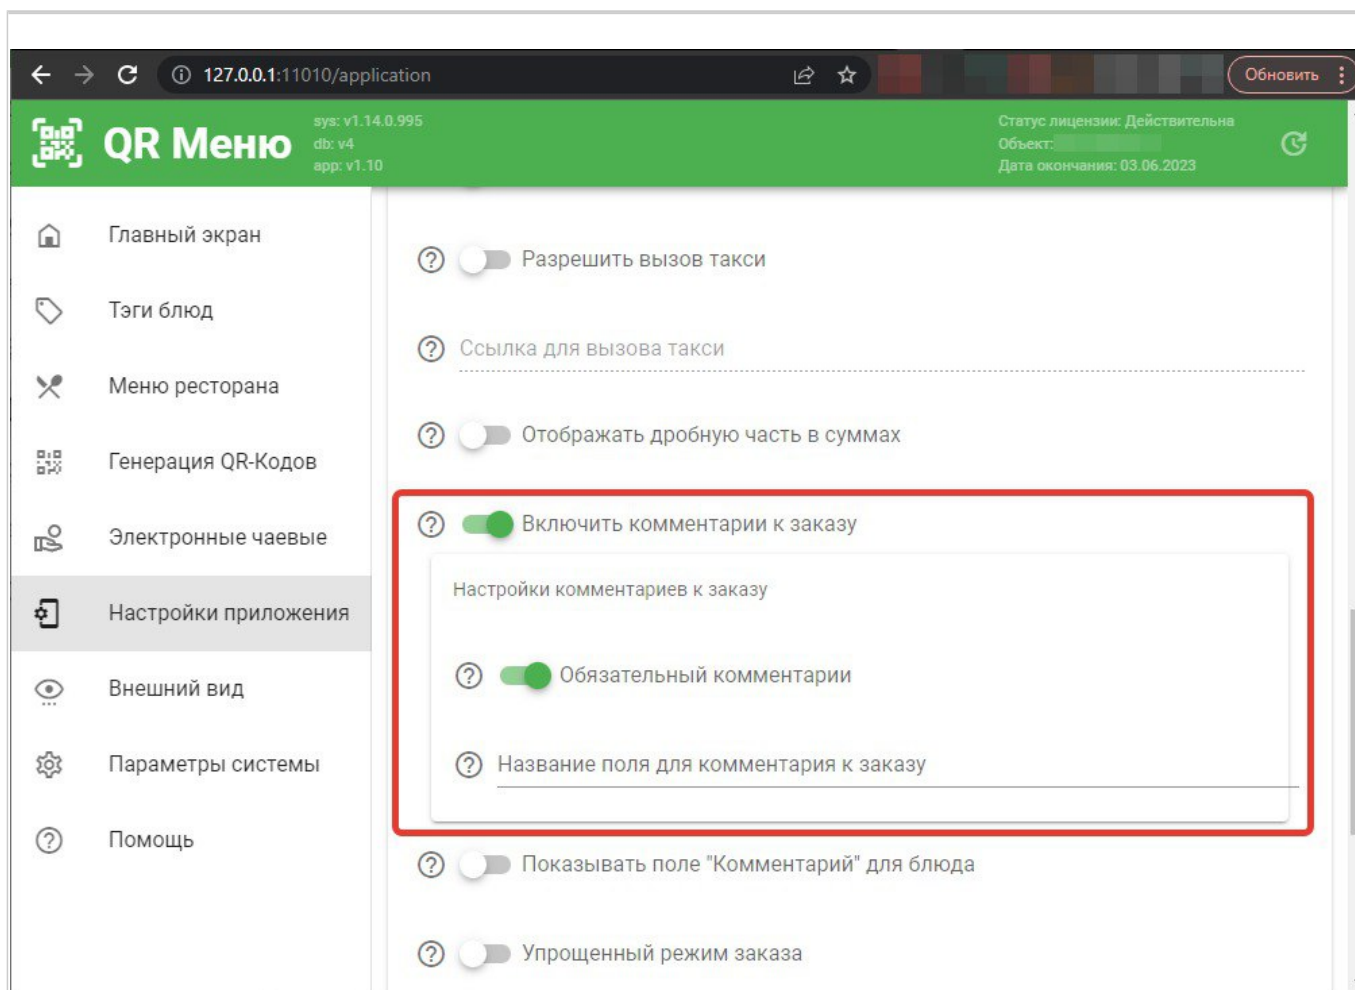 127.0.0.1:11010/application
Обновить
QR Меню
sys: v1.14.0.995
db: v4
app: v1.10
Статус лицензии: Действительна
Объект:
Дата окончания: 03.06.2023
Главный экран
Тэги блюд
Меню ресторана
Генерация QR-Кодов
Электронные чаевые
Настройки приложения
Внешний вид
Параметры системы
Помощь
Разрешить вызов такси
Ссылка для вызова такси
Отображать дробную часть в суммах
Включить комментарии к заказу
Настройки комментариев к заказу
Обязательный комментарии
Название поля для комментария к заказу
Показывать поле "Комментарий" для блюда
Упрощенный режим заказа